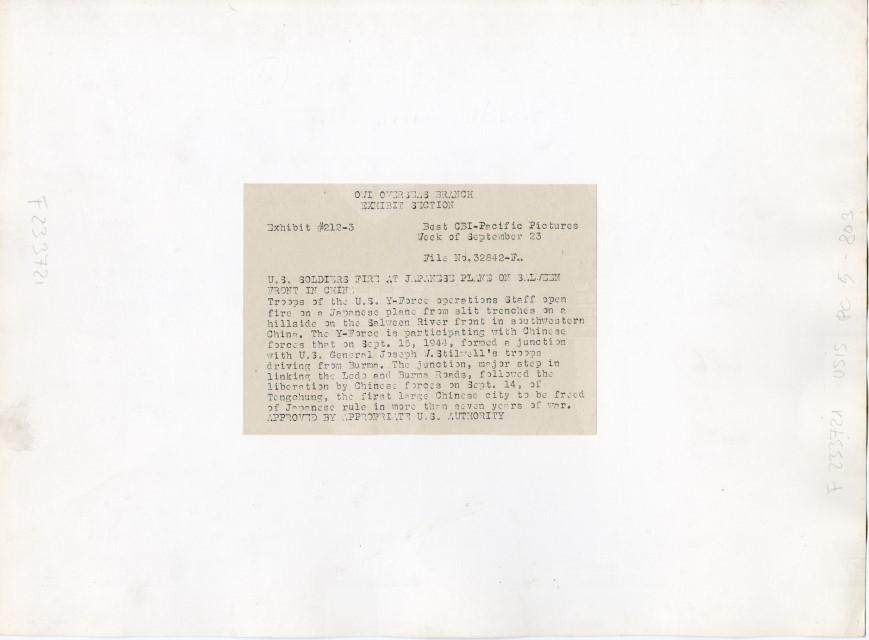 OWI OVERSEAS BRANCH
EXHIBIT SECTION
Exhibit #212-3
Best CBI-Pacific Pictures
Week of September 23
File No.32842-F.
U.S. SOLDIERS FIRE AT JAPANESE PLANE ON SALWEEN
FRONT IN CHINA
Troops of the U.S. Y-Force operations Staff open
fire on a Japanese plane from slit trenches on a
hillside on the Salween River front in southwestern
China. The Y-Force is participating with Chinese
forces that on Sept. 15, 1944, formed a junction
with U.S. General Joseph W.Stilwell's troops
driving from Burma. The junction, major step in
linking the Ledo and Burma Roads, followed the
liberation by Chinese forces on Sept. 14, of
Tengchung, the first large Chinese city to be freed
of Japanese rule in more than seven years of war.
APPROVED BY APPROPRIATE U.S. AUTHORITY
F233721
F 233721 USIS PC 5 - 803